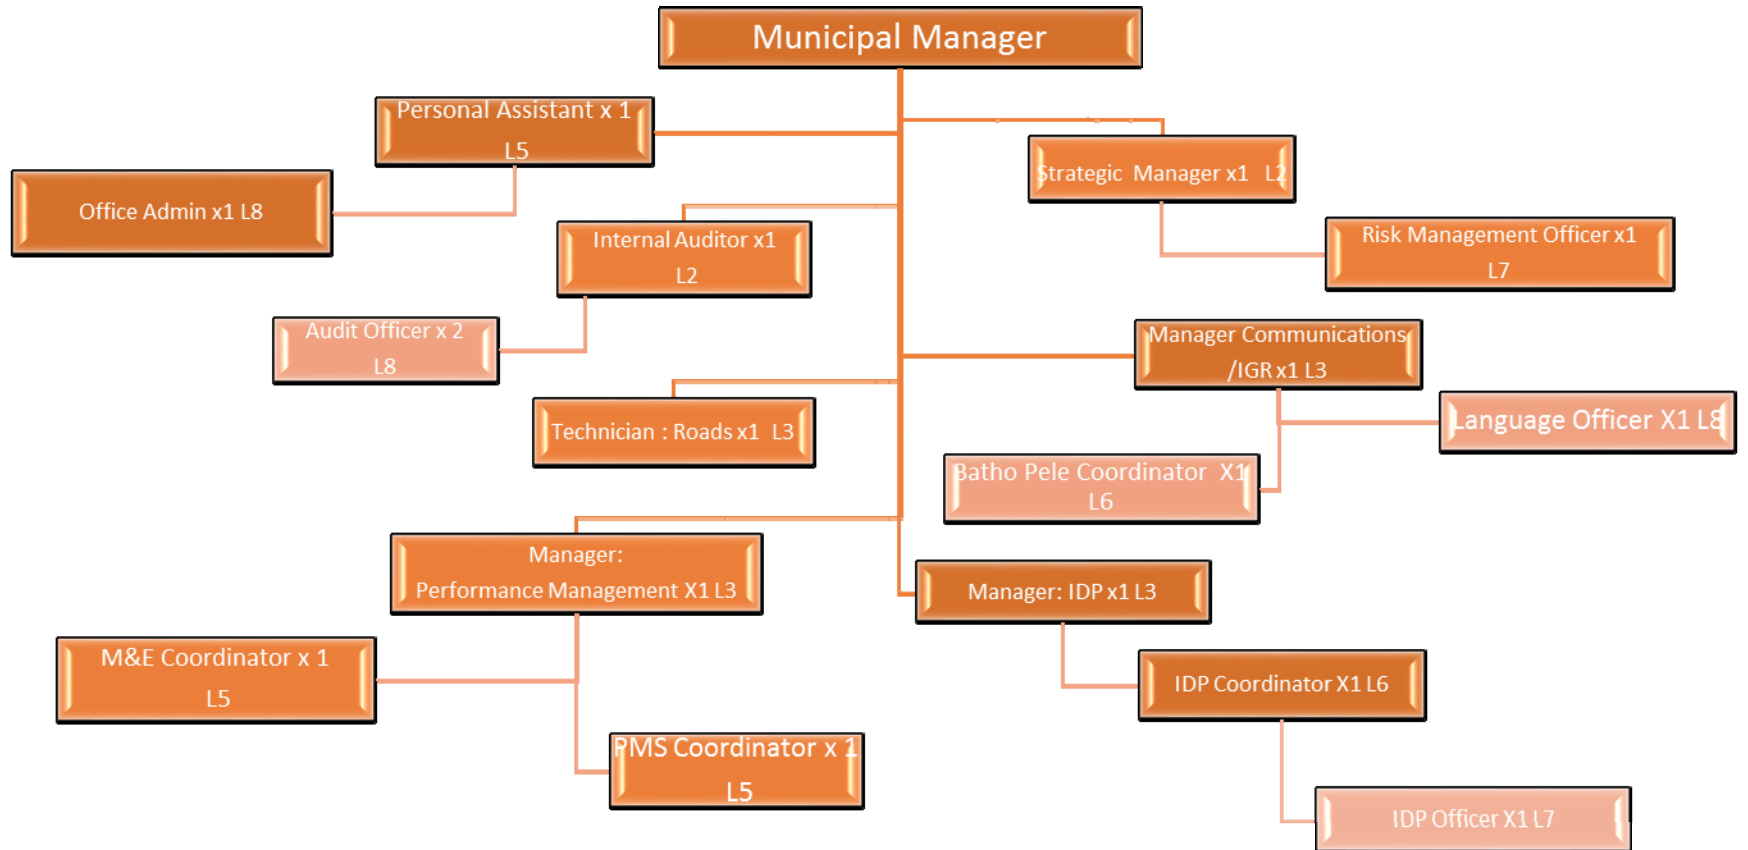 Municipal Manager
Personal Assistant x 1
L5
Strategic  Manager x1  L2
Office Admin x1 L8
Internal Auditor x1
L2
Risk Management Officer x1
L7
Audit Officer x 2
L8
Manager Communications
/IGR x1 L3
Technician : Roads x1  L3
Language Officer X1 L8
Batho Pele Coordinator  X1
L6
Manager:
Performance Management X1 L3
Manager: IDP x1 L3
M&E Coordinator x 1
L5
IDP Coordinator X1 L6
PMS Coordinator x 1
L5
IDP Officer X1 L7